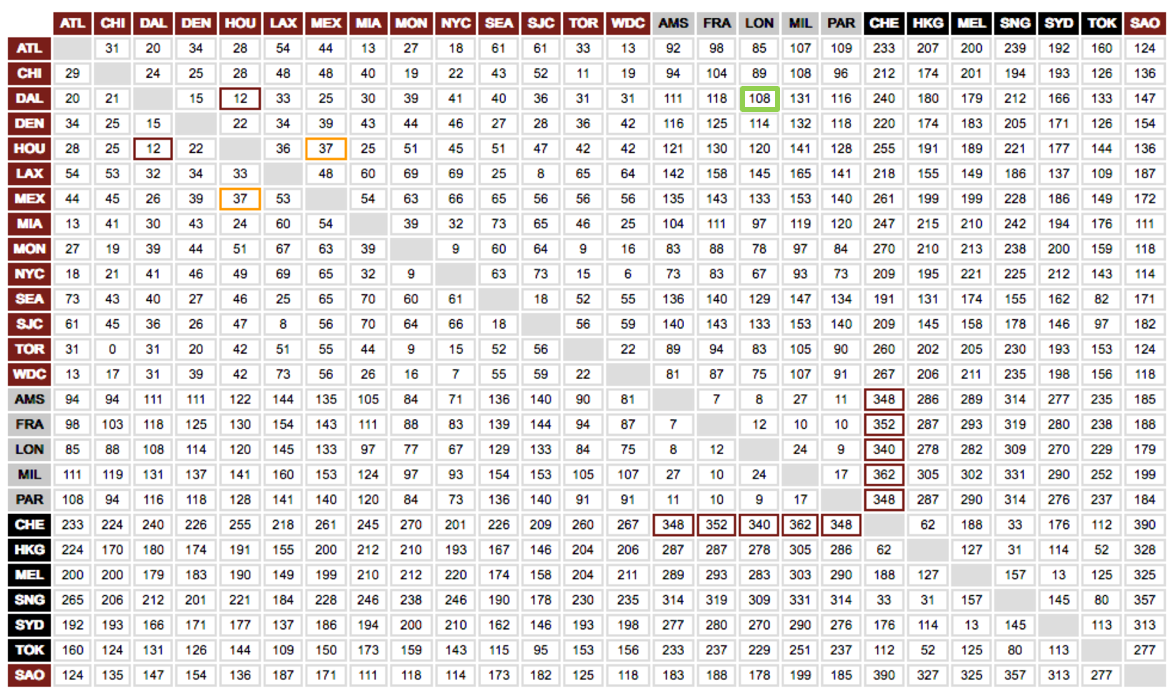 ATL CHI DAL DEN HOU LAX MEX MIA MON NYC SEA SJC TOR WDC AMS FRA LON MIL PAR CHE HKG MEL SNG SYD TOK SAO
ATL 31 20 34 28 54 44 13 27 18 61 61 33 13 92 98 85 107 109 233 207 200 239 192 160 124
CHI 29 24 25 28 48 48 40 19 22 43 52 11 19 94 104 89 108 96 212 174 201 194 193 126 136
DAL 20 21 15 12 33 25 30 39 41 40 36 31 31 111 118 108 131 116 240 180 179 212 166 133 147
DEN 34 25 15 22 34 39 43 44 46 27 28 36 42 116 125 114 132 118 220 174 183 205 171 126 154
HOU 28 25 12 22 36 37 25 51 45 51 47 42 42 121 130 120 141 128 255 191 189 221 177 144 136
LAX 54 53 32 34 33 48 60 69 69 25 8 65 64 142 158 145 165 141 218 155 149 186 137 109 187
MEX 44 45 26 39 37 53 54 63 66 65 56 56 56 135 143 133 153 140 261 199 199 228 186 149 172
MIA 13 41 30 43 24 60 54 39 32 73 65 46 25 104 111 97 119 120 247 215 210 242 194 176 111
MON 27 19 39 44 51 67 63 39 9 60 64 9 16 83 88 78 97 84 270 210 213 238 200 159 118
NYC 18 21 41 46 49 69 65 32 9 63 73 15 6 73 83 67 93 73 209 195 221 225 212 143 114
SEA 73 43 40 27 46 25 65 70 60 61 18 52 55 136 140 129 147 134 191 131 174 155 162 82 171
SJC 61 45 36 26 47 8 56 70 64 66 18 56 59 140 143 133 153 140 209 145 158 178 146 97 182
TOR 31 0 31 20 42 51 55 44 9 15 52 56 22 89 94 83 105 90 260 202 205 230 193 153 124
WDC 13 17 31 39 42 73 56 26 16 7 55 59 22 81 87 75 107 91 267 206 211 235 198 156 118
AMS 94 94 111 111 122 144 135 105 84 71 136 140 90 81 7 8 27 11 348 286 289 314 277 235 185
FRA 98 103 118 125 130 154 143 111 88 83 139 144 94 87 7 12 10 10 352 287 293 319 280 238 188
LON 85 88 108 114 120 145 133 97 77 67 129 133 84 75 8 12 24 9 340 278 282 309 270 229 179
MIL 111 119 131 137 141 160 153 124 97 93 154 153 105 107 27 10 24 17 362 305 302 331 290 252 199
PAR 108 94 116 118 128 141 140 120 84 73 136 140 91 91 11 10 9 17 348 287 290 314 276 237 184
CHE 233 224 240 226 255 218 261 245 270 201 226 209 260 267 348 352 340 362 348 62 188 33 176 112 390
HKG 224 170 180 174 191 155 200 212 210 193 167 146 204 206 287 287 278 305 286 62 127 31 114 52 328
MEL 200 200 179 183 190 149 199 210 212 220 174 158 204 211 289 293 283 303 290 188 127 157 13 125 325
SNG 265 206 212 201 221 184 228 246 238 246 190 178 230 235 314 319 309 331 314 33 31 157 145 80 357
SYD 192 193 166 171 177 137 186 194 200 210 162 146 193 198 277 280 270 290 276 176 114 13 145 113 313
TOK 160 124 131 126 144 109 150 173 159 143 115 95 153 156 233 237 229 251 237 112 52 125 80 113 277
SAO 124 135 147 154 136 187 171 111 118 114 173 182 125 118 183 188 178 199 185 390 327 325 357 313 277